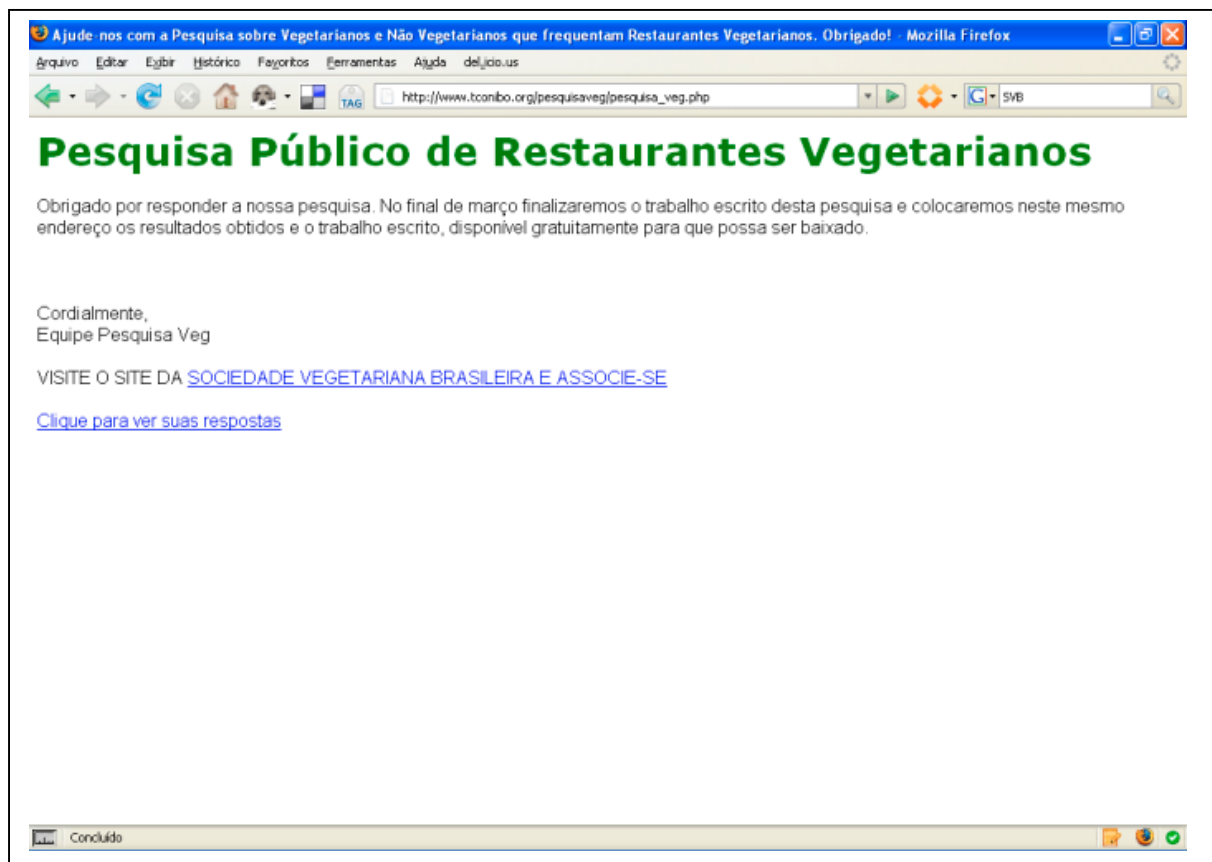 Ajude-nos com a Pesquisa sobre Vegetarianos e Não Vegetarianos que frequentam Restaurantes Vegetarianos. Obrigado! - Mozilla Firefox
Arquivo Editar Exibir Histórico Favoritos Ferramentas Ajuda del.icio.us
TAG http://www.tconibo.org/pesquisaveg/pesquisa_veg.php G SVB
Pesquisa Público de Restaurantes Vegetarianos
Obrigado por responder a nossa pesquisa. No final de março finalizaremos o trabalho escrito desta pesquisa e colocaremos neste mesmo
endereço os resultados obtidos e o trabalho escrito, disponível gratuitamente para que possa ser baixado.
Cordialmente,
Equipe Pesquisa Veg
VISITE O SITE DA SOCIEDADE VEGETARIANA BRASILEIRA E ASSOCIE-SE
Clique para ver suas respostas
Concluído